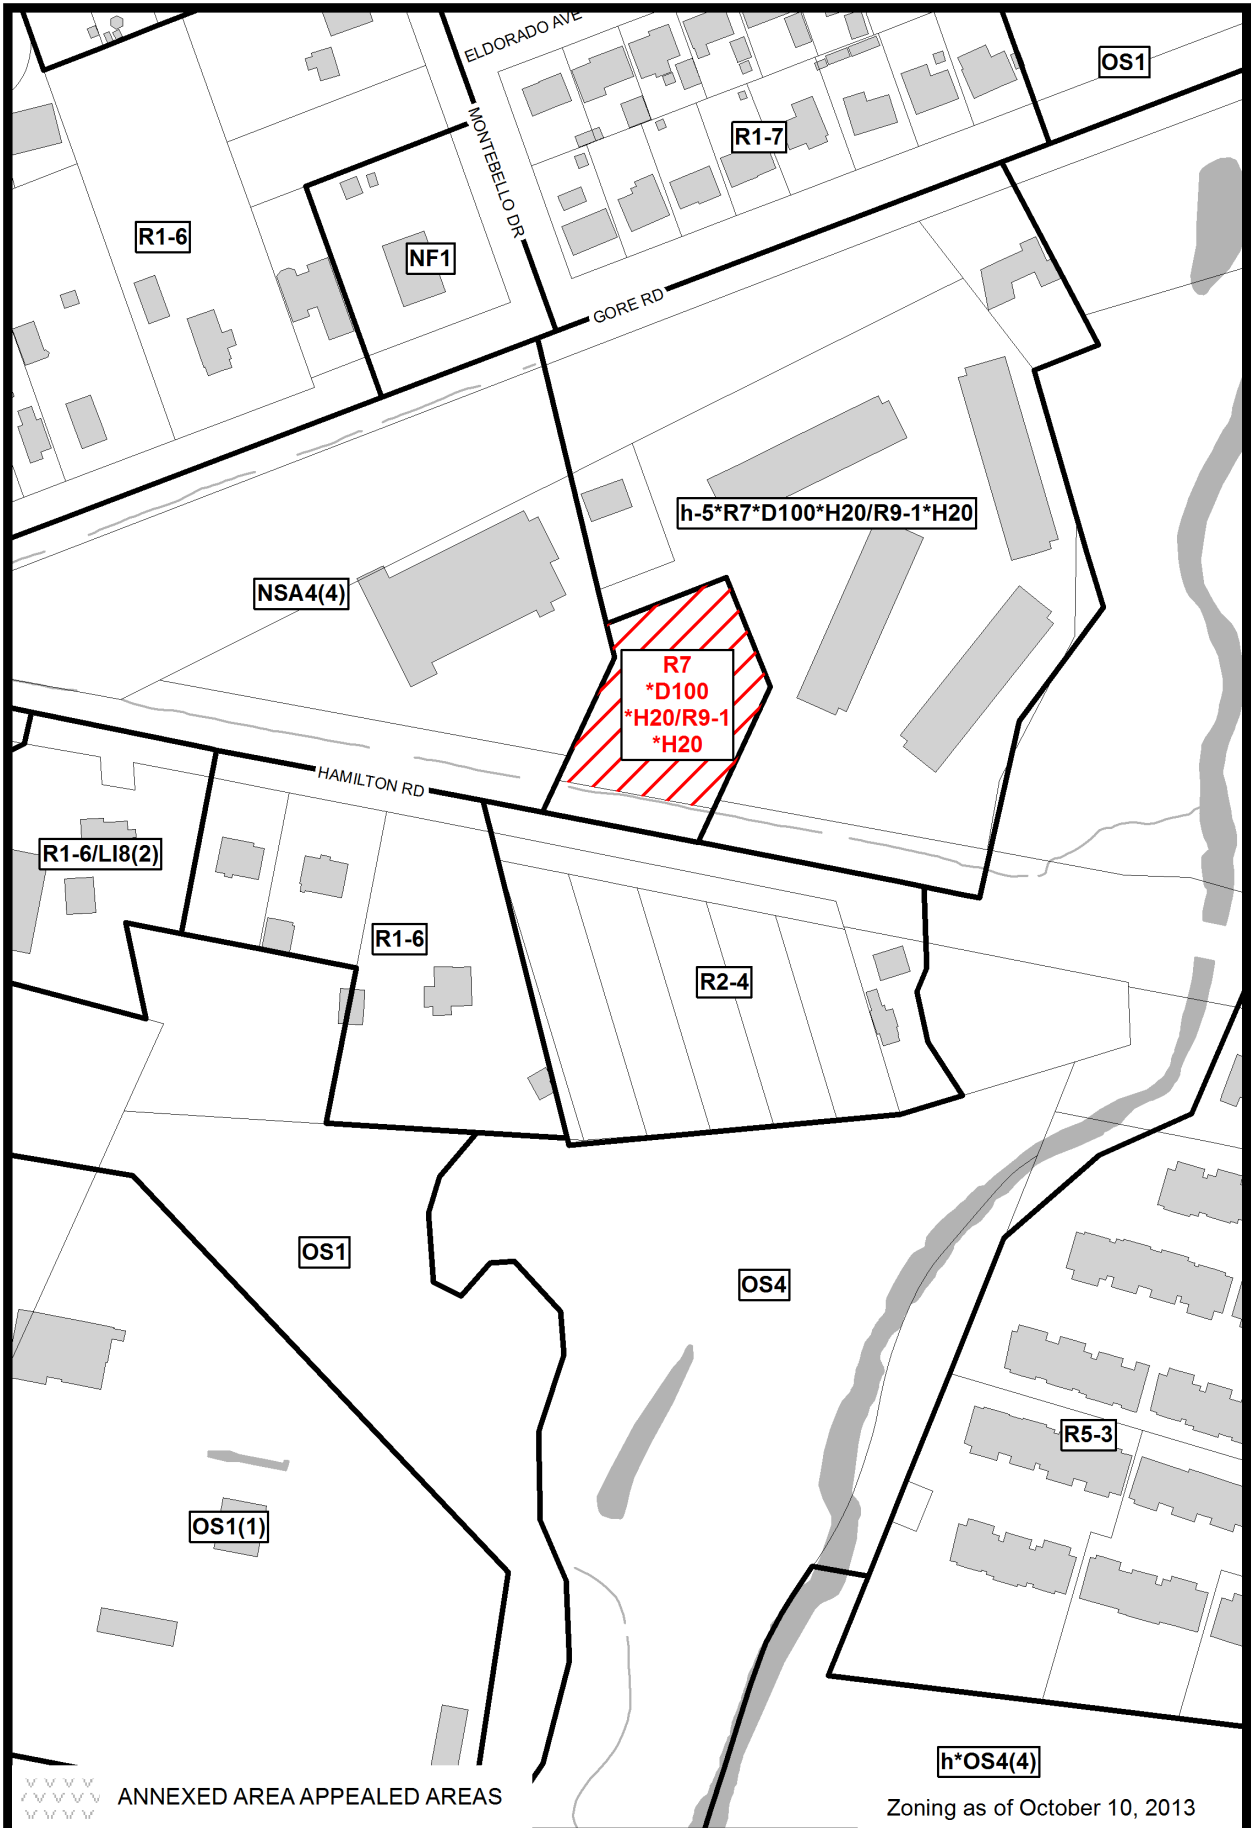 ELDORADO AVE
OS1
MONTEBELLO DR
R1-7
R1-6
NF1
GORE RD
h-5*R7*D100*H20/R9-1*H20
NSA4(4)
R7
*D100
*H20/R9-1
*H20
HAMILTON RD
R1-6/LI8(2)
R1-6
R2-4
OS1
OS4
R5-3
OS1(1)
h*OS4(4)
ANNEXED AREA APPEALED AREAS
Zoning as of October 10, 2013